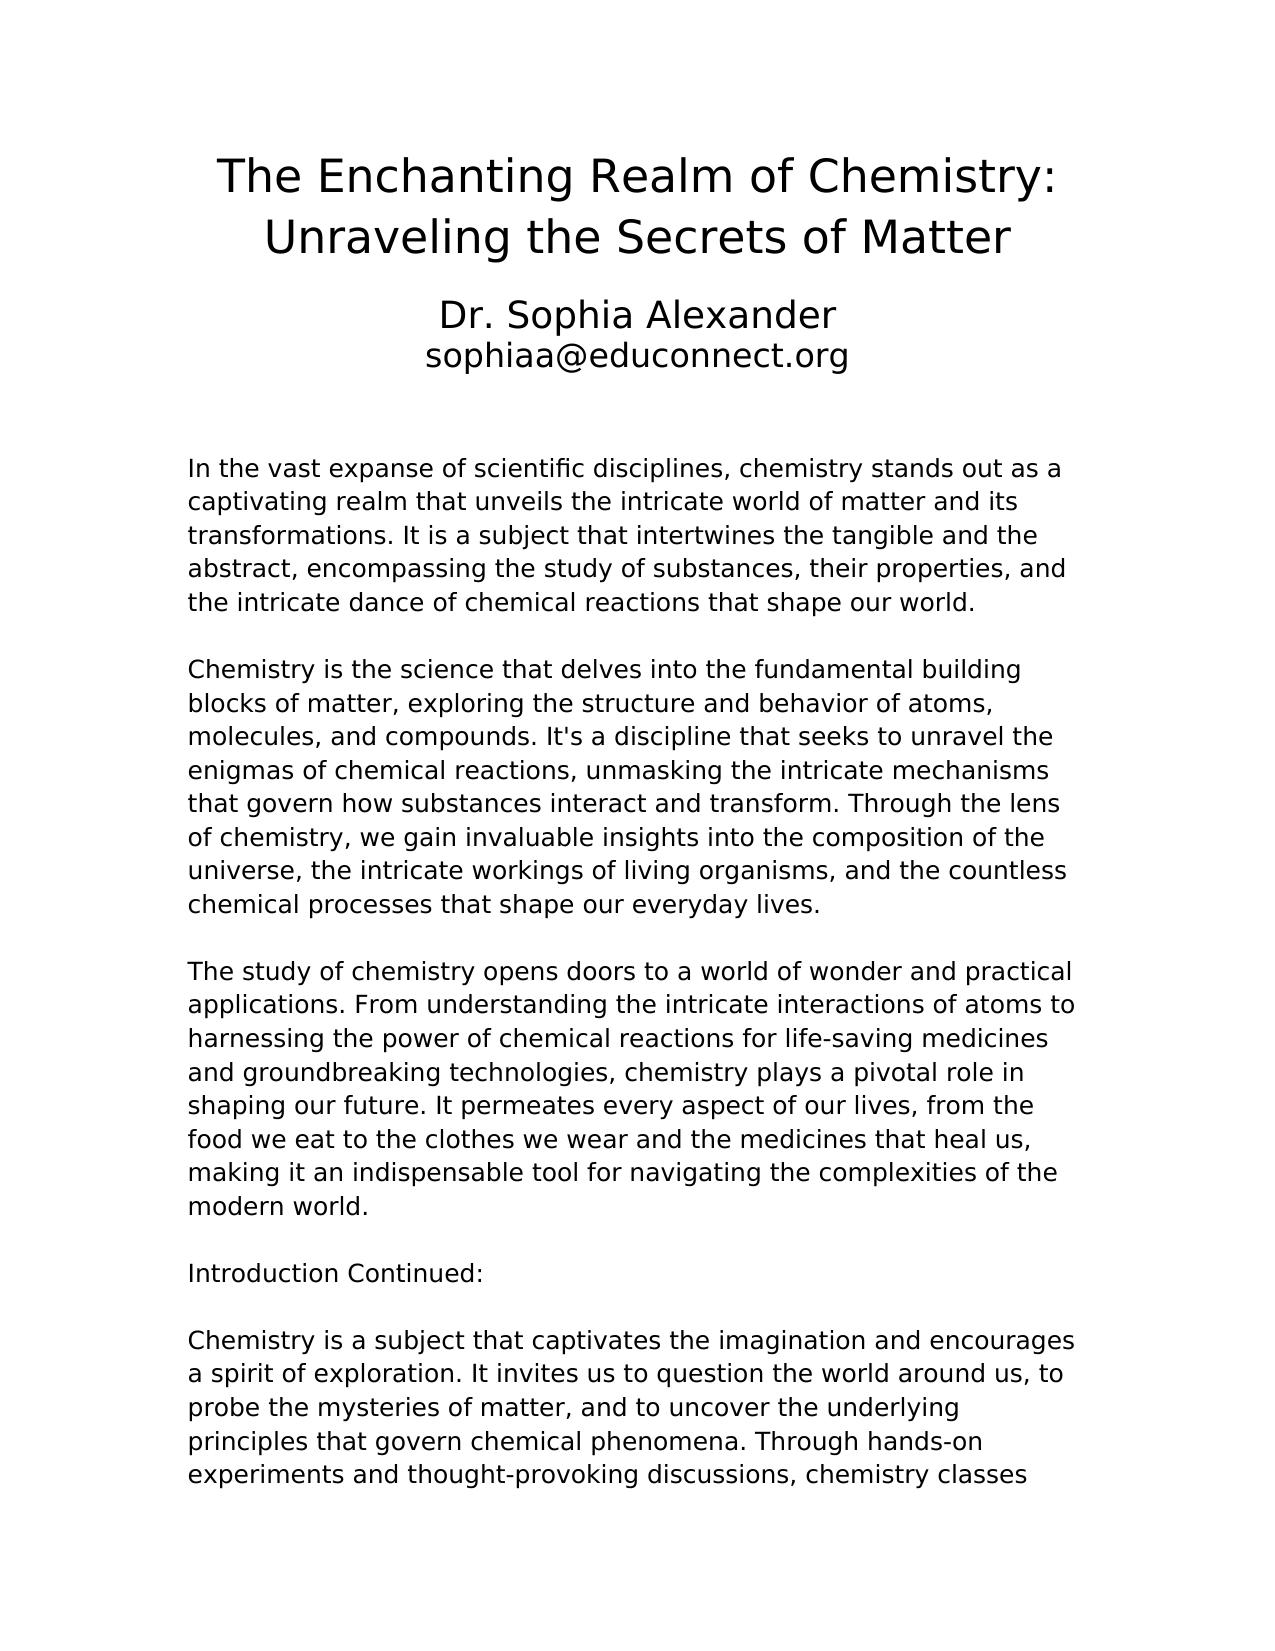 The Enchanting Realm of Chemistry:
Unraveling the Secrets of Matter
Dr. Sophia Alexander
sophiaa@educonnect.org
In the vast expanse of scientific disciplines, chemistry stands out as a
captivating realm that unveils the intricate world of matter and its
transformations. It is a subject that intertwines the tangible and the
abstract, encompassing the study of substances, their properties, and
the intricate dance of chemical reactions that shape our world.
Chemistry is the science that delves into the fundamental building
blocks of matter, exploring the structure and behavior of atoms,
molecules, and compounds. It's a discipline that seeks to unravel the
enigmas of chemical reactions, unmasking the intricate mechanisms
that govern how substances interact and transform. Through the lens
of chemistry, we gain invaluable insights into the composition of the
universe, the intricate workings of living organisms, and the countless
chemical processes that shape our everyday lives.
The study of chemistry opens doors to a world of wonder and practical
applications. From understanding the intricate interactions of atoms to
harnessing the power of chemical reactions for life-saving medicines
and groundbreaking technologies, chemistry plays a pivotal role in
shaping our future. It permeates every aspect of our lives, from the
food we eat to the clothes we wear and the medicines that heal us,
making it an indispensable tool for navigating the complexities of the
modern world.
Introduction Continued:
Chemistry is a subject that captivates the imagination and encourages
a spirit of exploration. It invites us to question the world around us, to
probe the mysteries of matter, and to uncover the underlying
principles that govern chemical phenomena. Through hands-on
experiments and thought-provoking discussions, chemistry classes